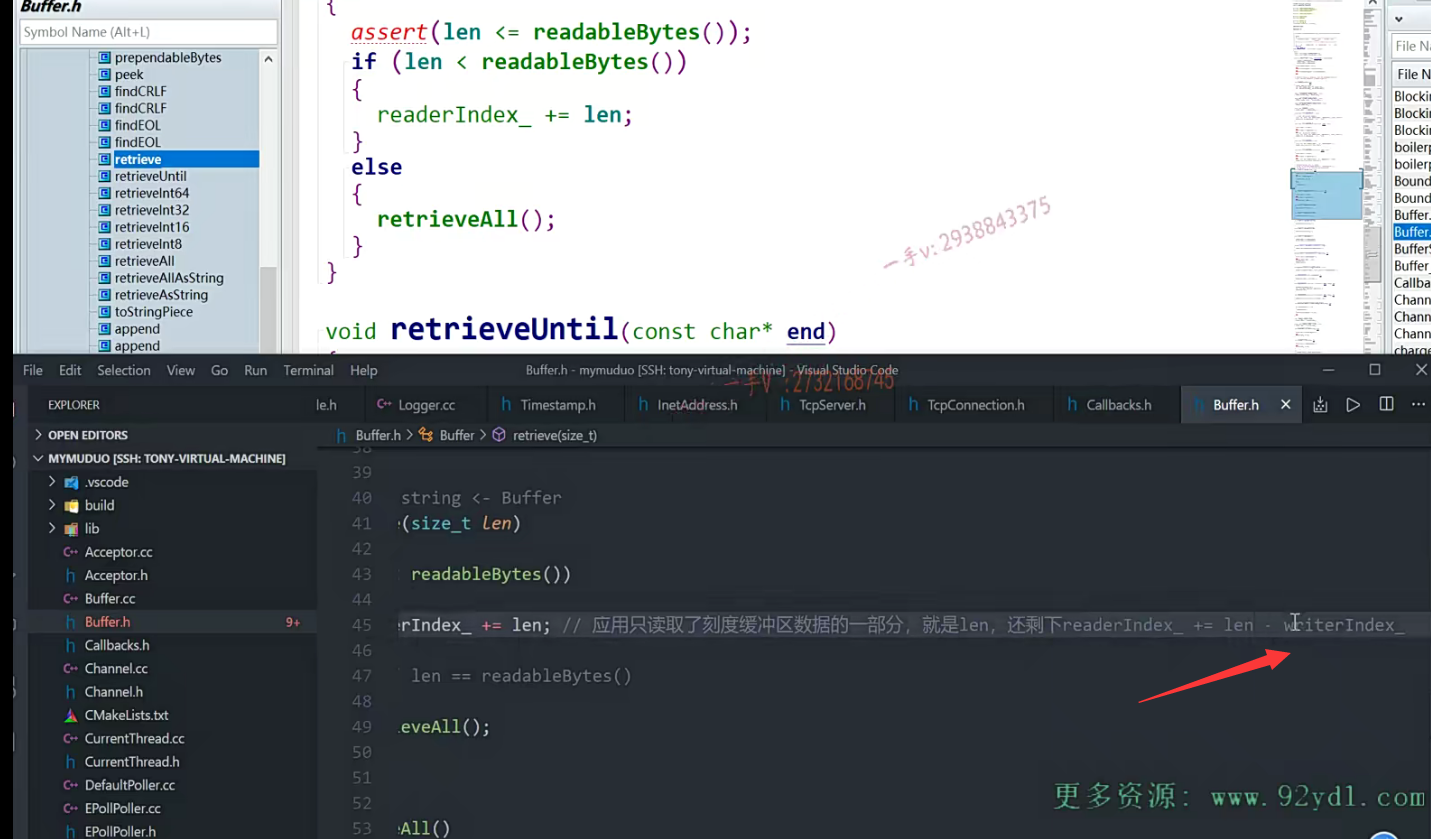 Buffer.h
Symbol Name (Alt+L)
prependableBytes
peek
findCRLF
findCRLF
findEOL
findEOL
retrieve
retrieveUntil
retrieveInt64
retrieveInt32
retrieveInt16
retrieveInt8
retrieveAll
retrieveAllAsString
retrieveAsString
toStringPiece
append
append
{
assert(len <= readableBytes());
if (len < readableBytes())
{
readerIndex_ += len;
}
else
{
retrieveAll();
}
}
void retrieveUntil(const char* end)
一手v:2938843375
File N
Blockin
Blockin
Blockin
boilerp
boilerp
Bound
Bound
Buffer.
Buffer.
BufferS
Buffer_
Callba
Chann
Chann
Chann
charge
File Edit Selection View Go Run Terminal Help
Buffer.h - mymuduo [SSH: tony-virtual-machine] - Visual Studio Code
一手V:2732168745
EXPLORER
le.h Logger.cc Timestamp.h InetAddress.h TcpServer.h TcpConnection.h Callbacks.h Buffer.h
OPEN EDITORS
Buffer.h > Buffer > retrieve(size_t)
MYMUDUO [SSH: TONY-VIRTUAL-MACHINE]
.vscode
build
lib
Acceptor.cc
Acceptor.h
Buffer.cc
Buffer.h 9+
Callbacks.h
Channel.cc
Channel.h
CMakeLists.txt
CurrentThread.cc
CurrentThread.h
DefaultPoller.cc
EPollPoller.cc
EPollPoller.h
38
39
40 string <- Buffer
41 (size_t len)
42
43 readableBytes())
44
45 rIndex_ += len; // 应用只读取了刻度缓冲区数据的一部分，就是len，还剩下readerIndex_ += len - writerIndex_
46
47 len == readableBytes()
48
49 eveAll();
50
51
52
53 eAll()
更多资源：www.92ydl.com